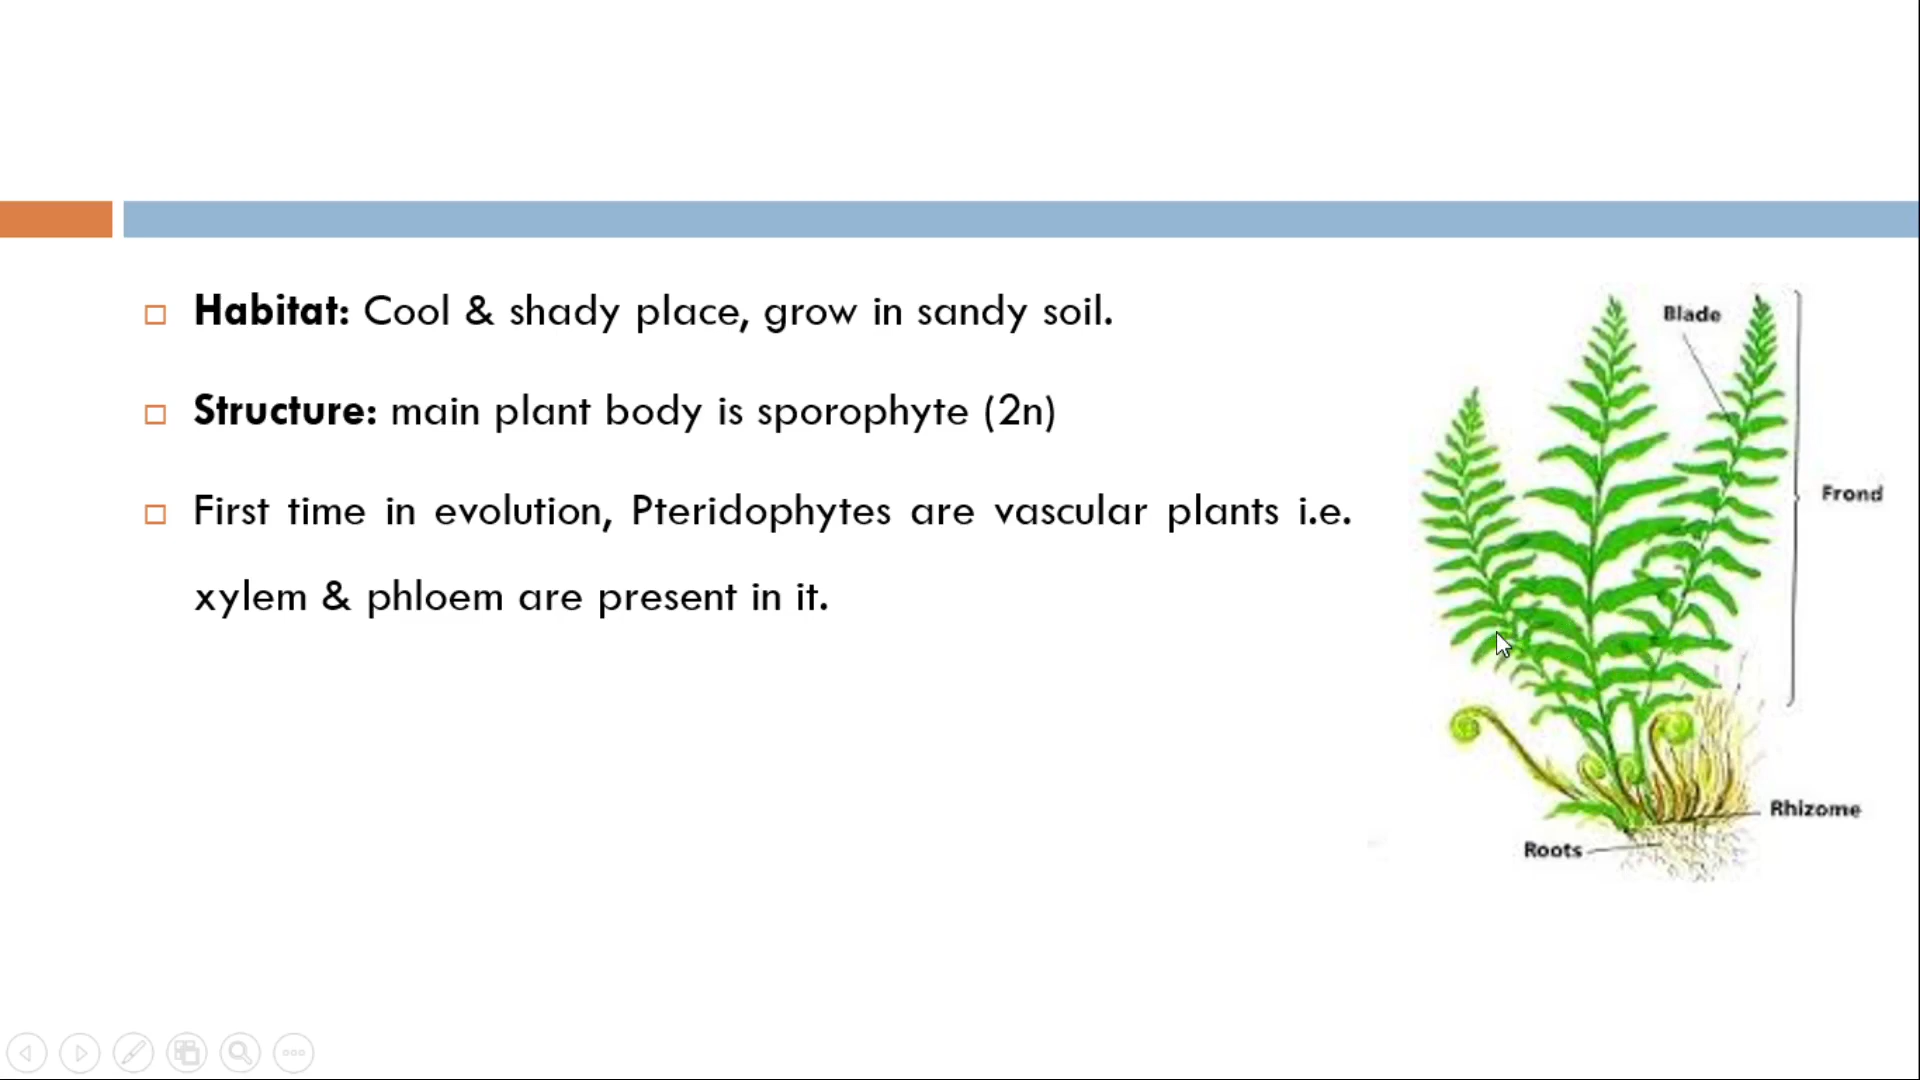 Habitat: Cool & shady place, grow in sandy soil.
Structure: main plant body is sporophyte (2n)
First time in evolution, Pteridophytes are vascular plants i.e.
xylem & phloem are present in it.
Blade
Frond
Rhizome
Roots